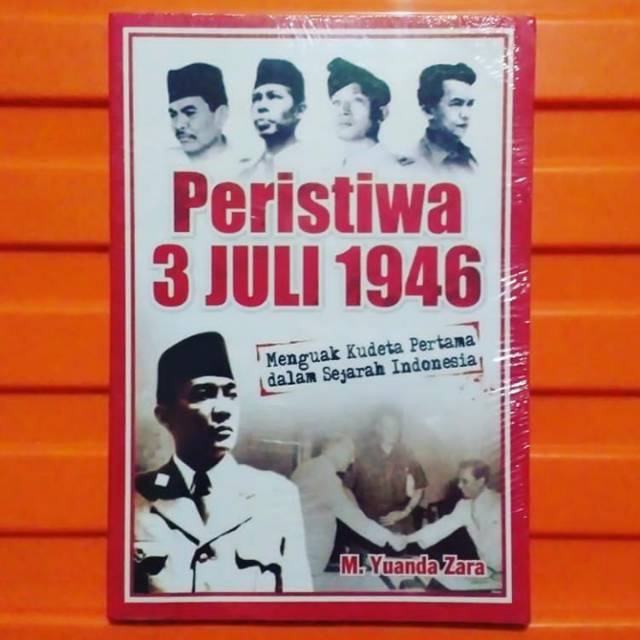 Peristiwa
3 JULI 1946
Menguak Kudeta Pertama
dalam Sejarah Indonesia
M. Yuanda Zara